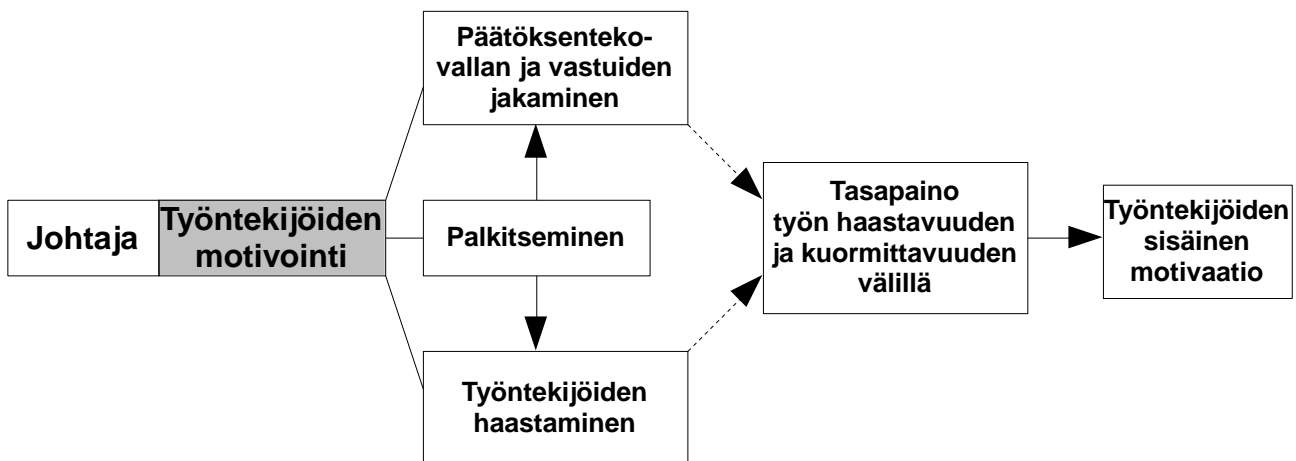 Päätöksenteko-
vallan ja vastuiden
jakaminen
Johtaja
Työntekijöiden
motivointi
Palkitseminen
Työntekijöiden
haastaminen
Tasapaino
työn haastavuuden
ja kuormittavuuden
välillä
Työntekijöiden
sisäinen
motivaatio